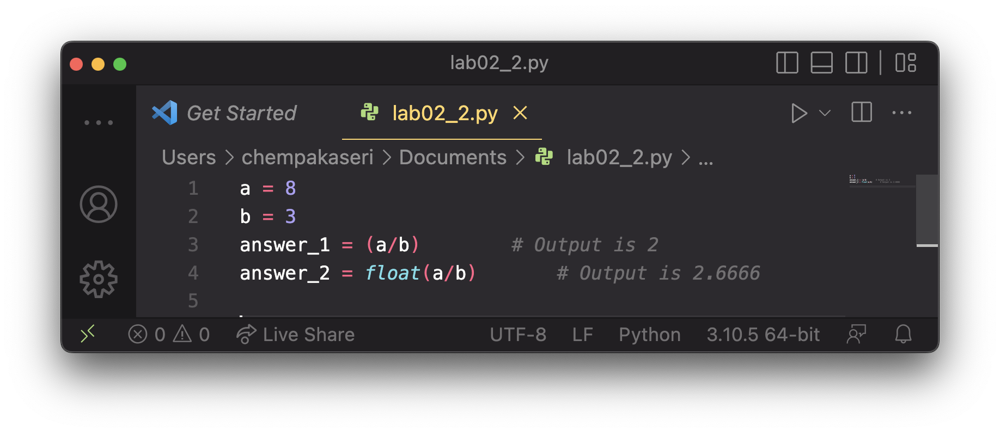 lab02_2.py
Get Started lab02_2.py
Users > chempakaseri > Documents > lab02_2.py > ...
1 a = 8
2 b = 3
3 answer_1 = (a/b)        # Output is 2
4 answer_2 = float(a/b)       # Output is 2.6666
5
0 0 Live Share UTF-8 LF Python 3.10.5 64-bit